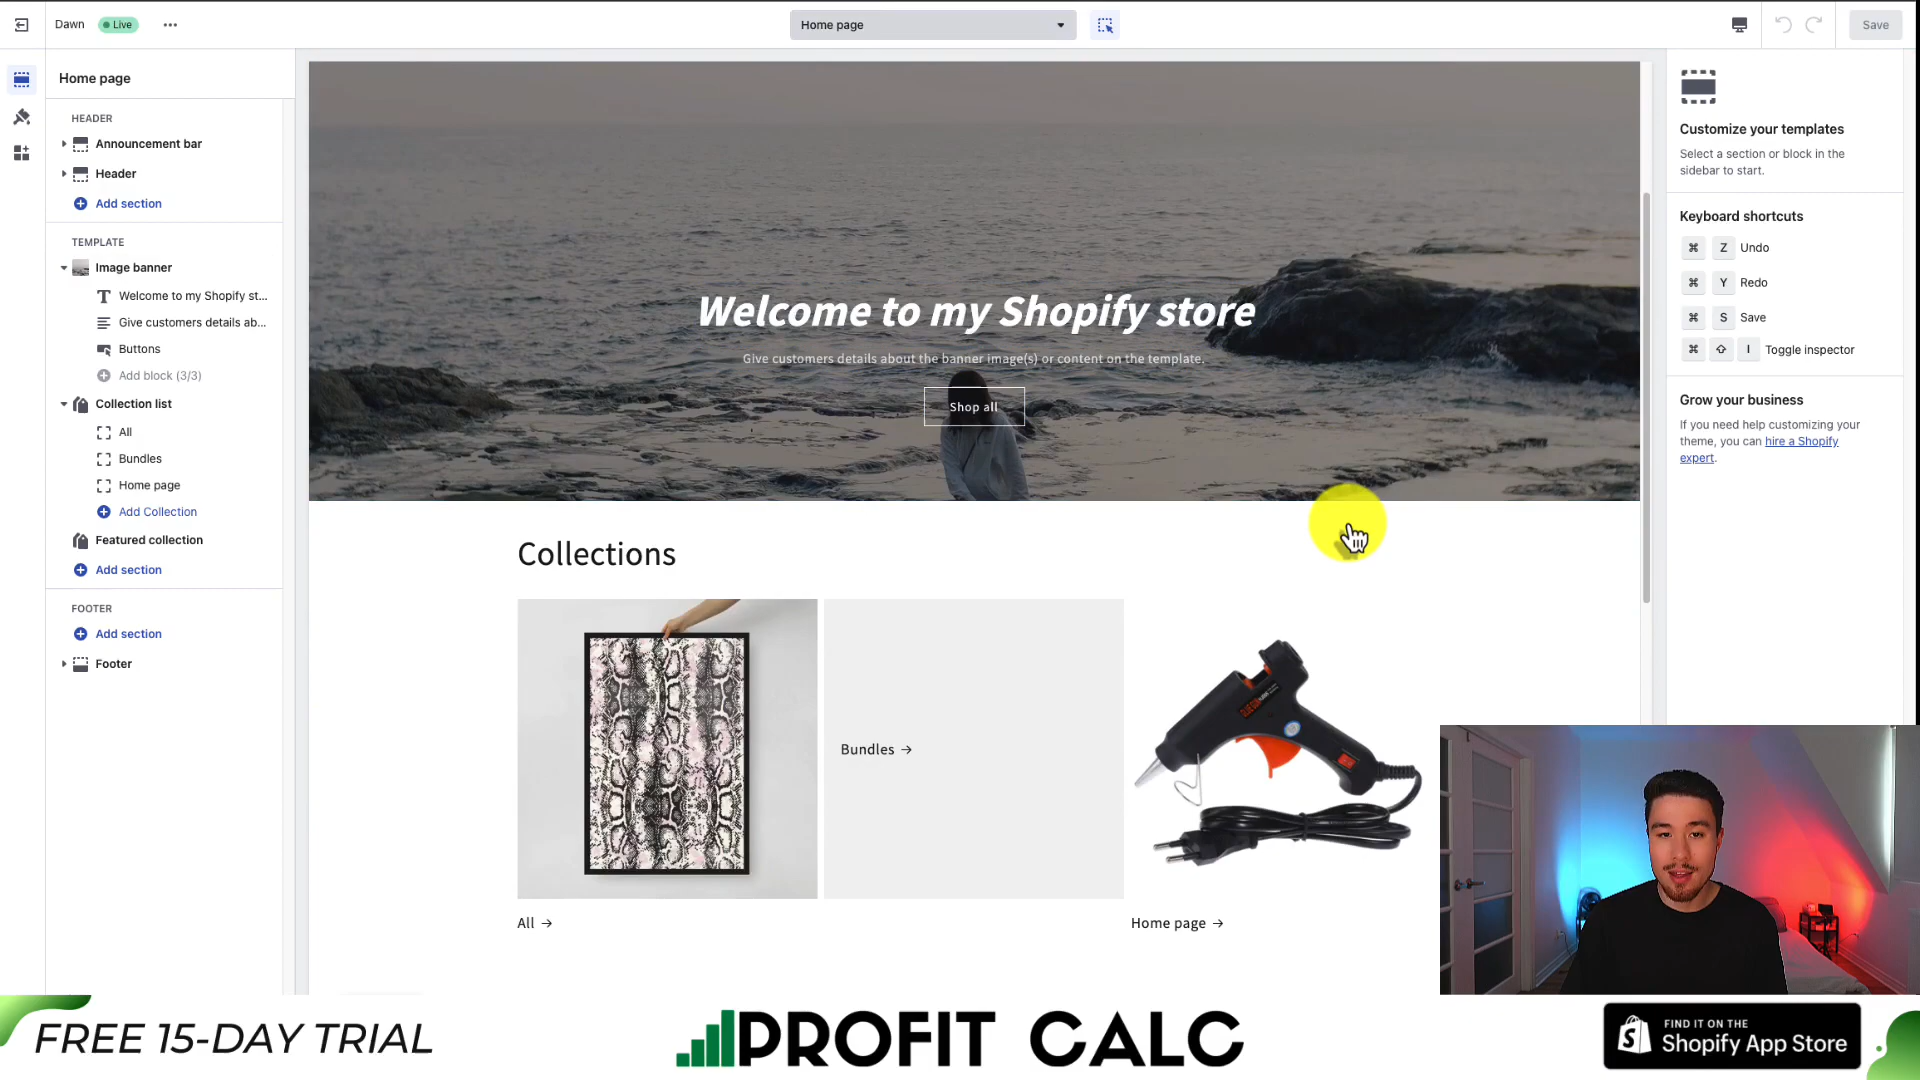 Dawn
Live
Home page
Save
Home page
HEADER
Announcement bar
Header
Add section
TEMPLATE
Image banner
Welcome to my Shopify st...
Give customers details ab...
Buttons
Add block (3/3)
Collection list
All
Bundles
Home page
Add Collection
Featured collection
Add section
FOOTER
Add section
Footer
Welcome to my Shopify store
Give customers details about the banner image(s) or content on the template.
Shop all
Collections
All →
Bundles →
Home page →
Customize your templates
Select a section or block in the
sidebar to start.
Keyboard shortcuts
⌘ Z Undo
⌘ Y Redo
⌘ S Save
⌘ ⇧ I Toggle inspector
Grow your business
If you need help customizing your
theme, you can hire a Shopify
expert.
FREE 15-DAY TRIAL
PROFIT CALC
FIND IT ON THE
Shopify App Store